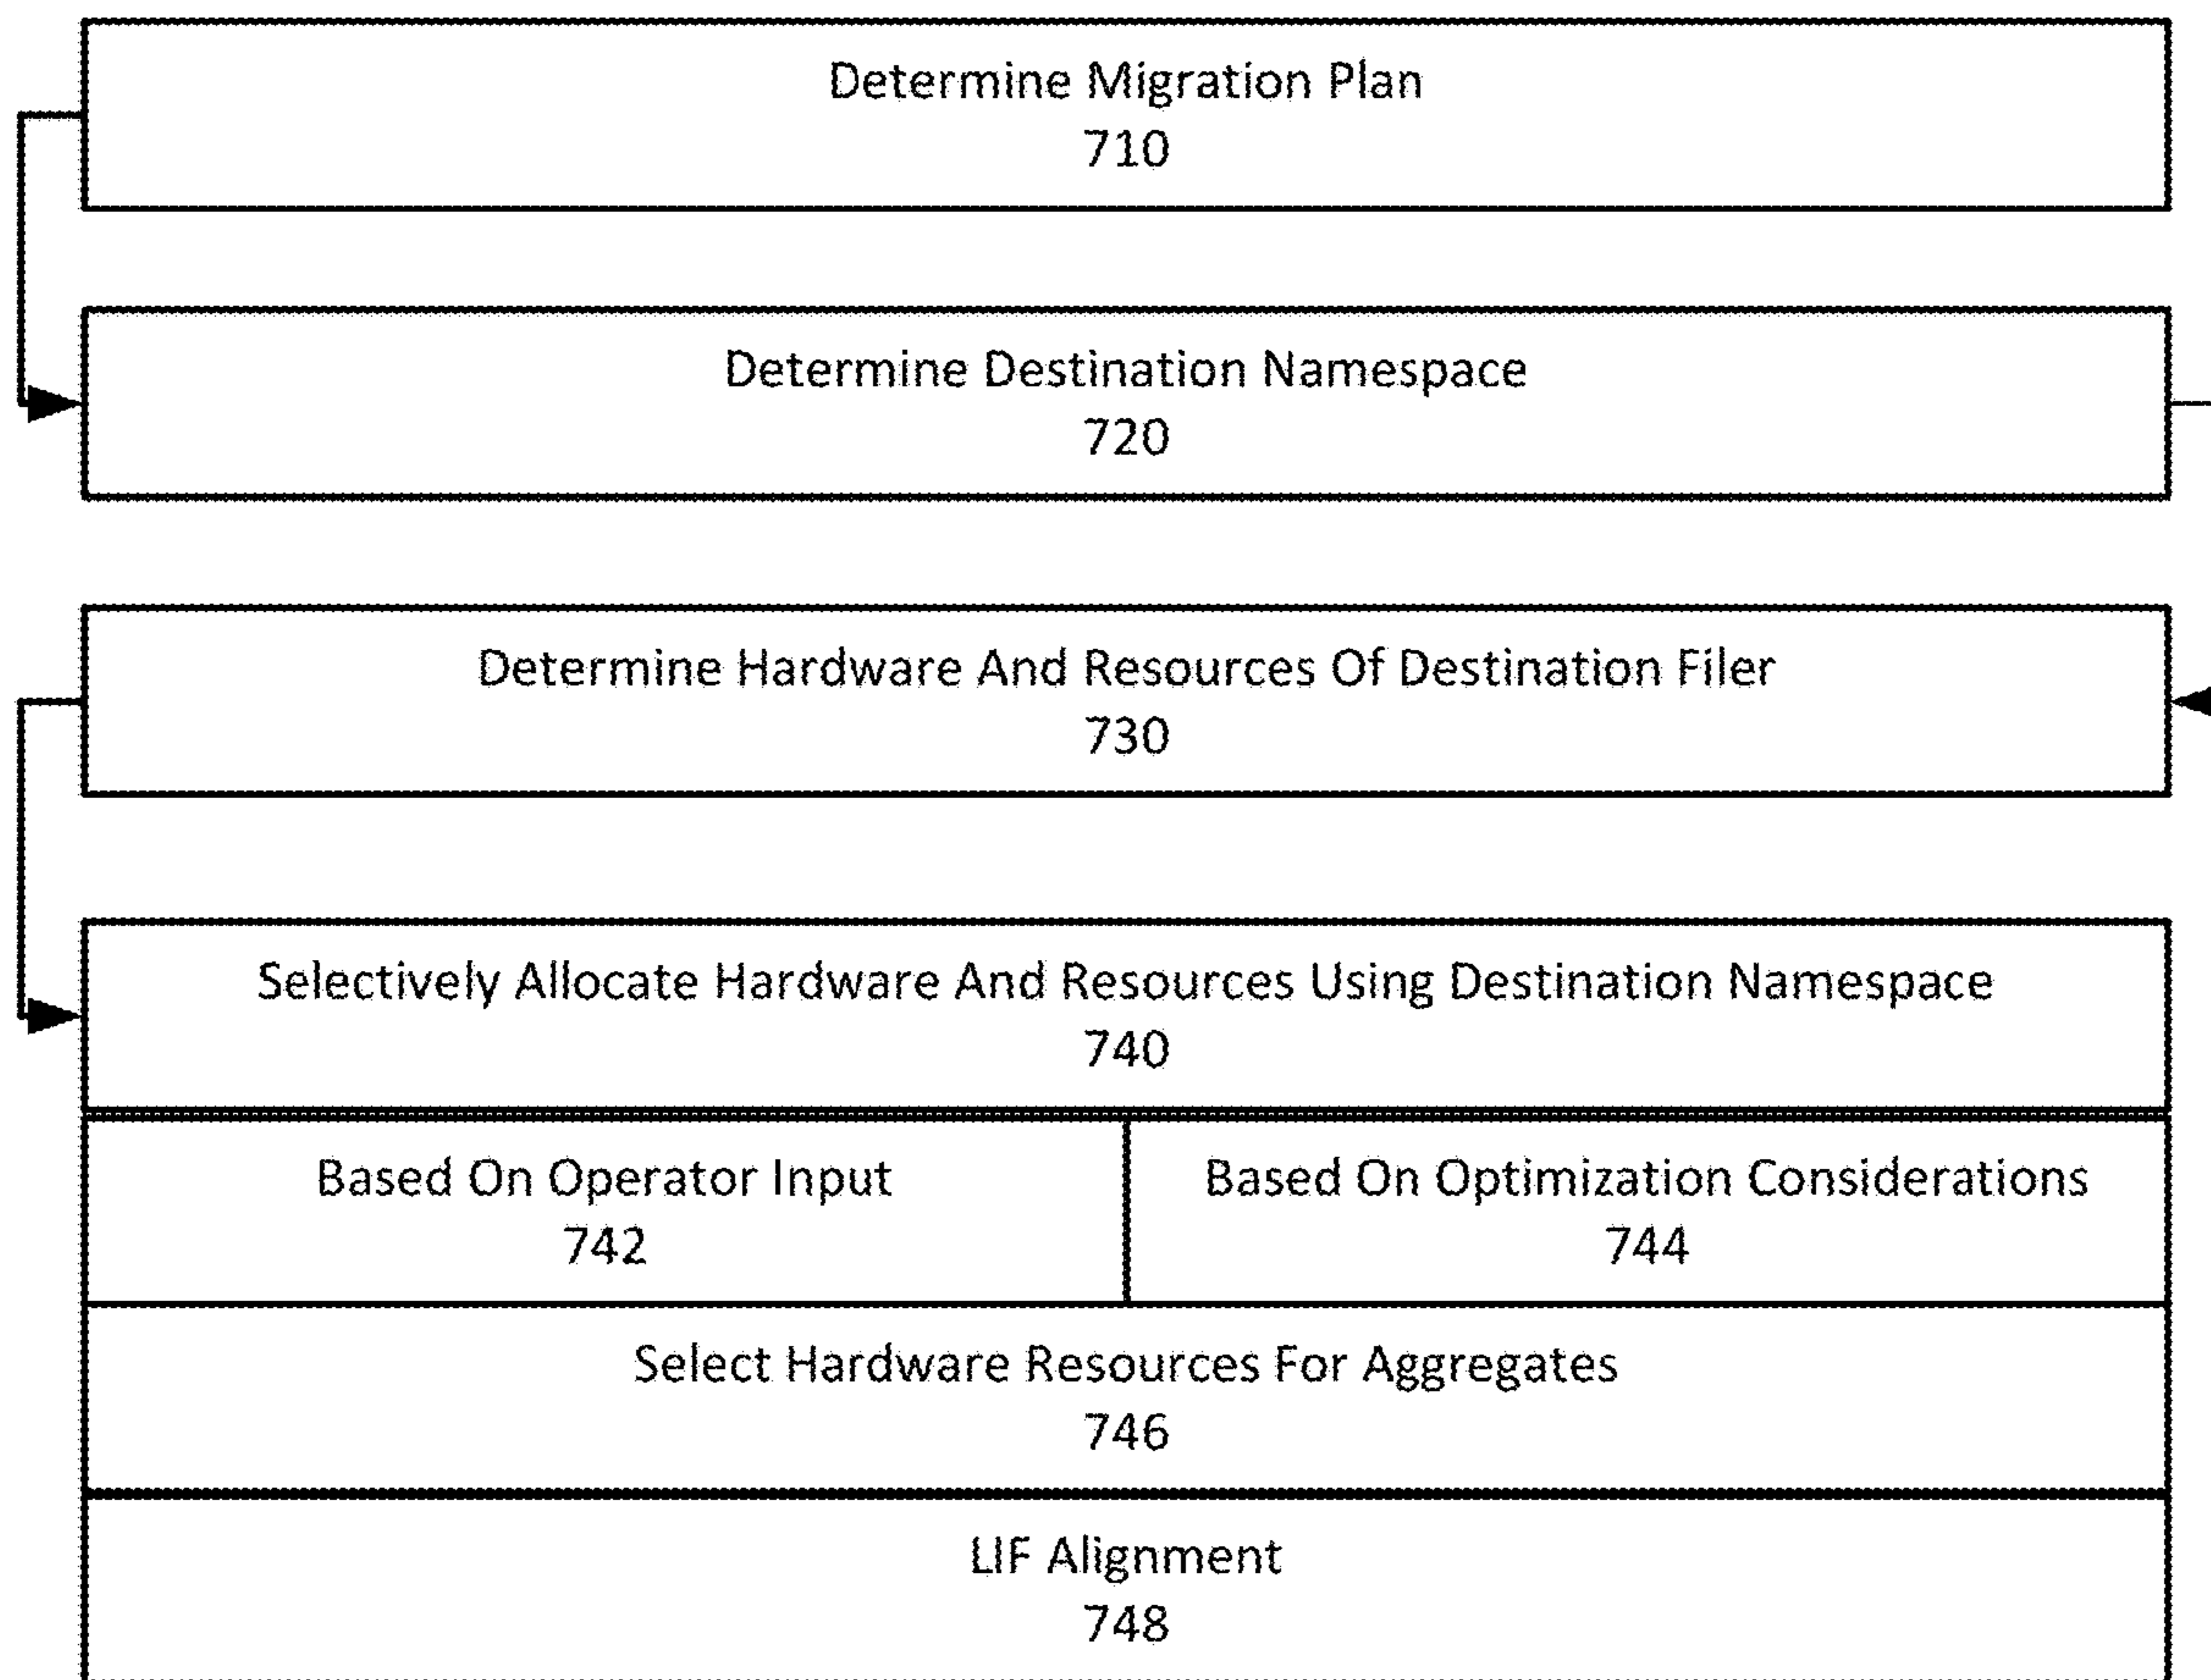 Determine Migration Plan
710
Determine Destination Namespace
720
Determine Hardware And Resources Of Destination Filer
730
Selectively Allocate Hardware And Resources Using Destination Namespace
740
Based On Operator Input
742
Based On Optimization Considerations
744
Select Hardware Resources For Aggregates
746
LIF Alignment
748